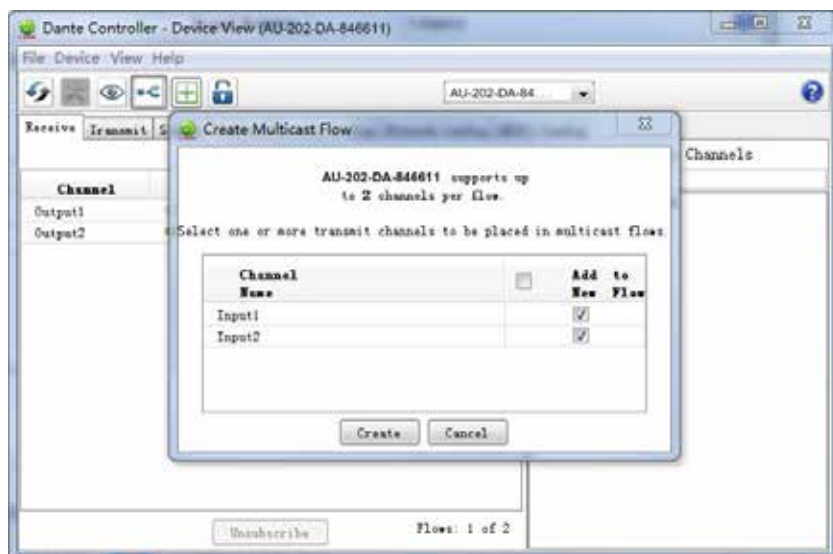 Dante Controller - Device View (AU-202-DA-846611)
File Device View Help
AU-202-DA-84...
Receive Transmit S
Create Multicast Flow
Channels
AU-202-DA-846611 supports up
to 2 channels per flow.
Channel
Output1
Output2
Select one or more transmit channels to be placed in multicast flows.
Channel Name
Add to New Flow
Input1
Input2
Create Cancel
Unsubscribe
Flows: 1 of 2